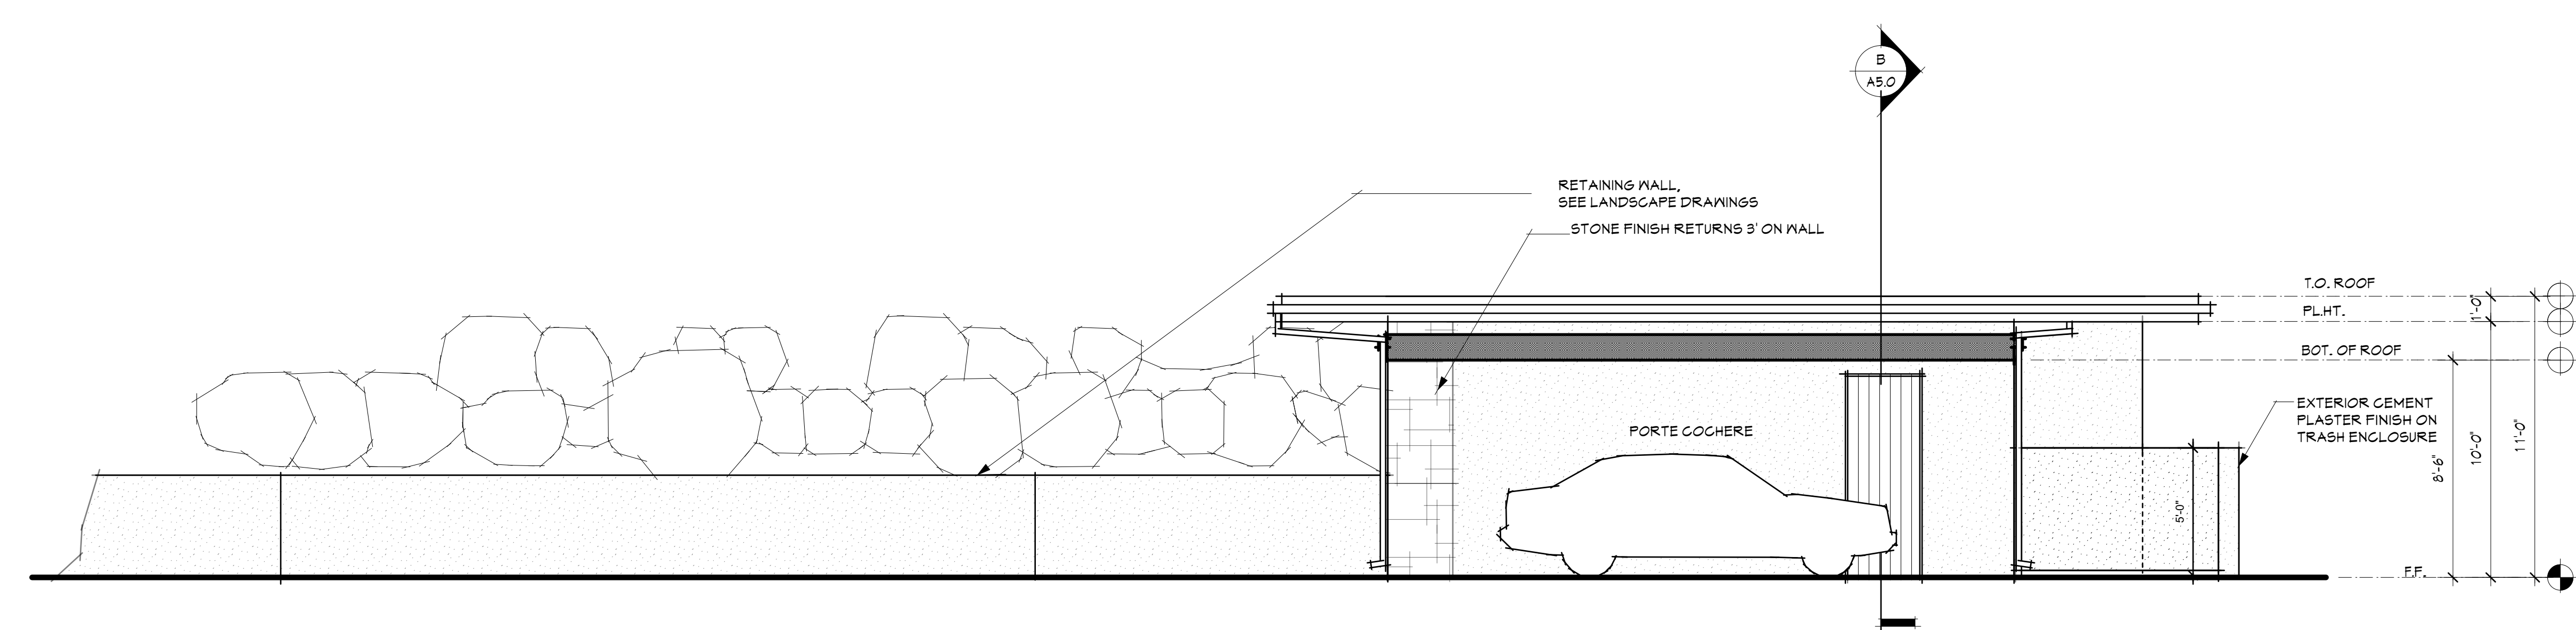 B
A5.0
RETAINING WALL,
SEE LANDSCAPE DRAWINGS
STONE FINISH RETURNS 3' ON WALL
T.O. ROOF
PL.HT.
BOT. OF ROOF
1'-0"
EXTERIOR CEMENT
PLASTER FINISH ON
TRASH ENCLOSURE
PORTE COCHERE
5'-0"
8'-6"
10'-0"
11'-0"
F.F.